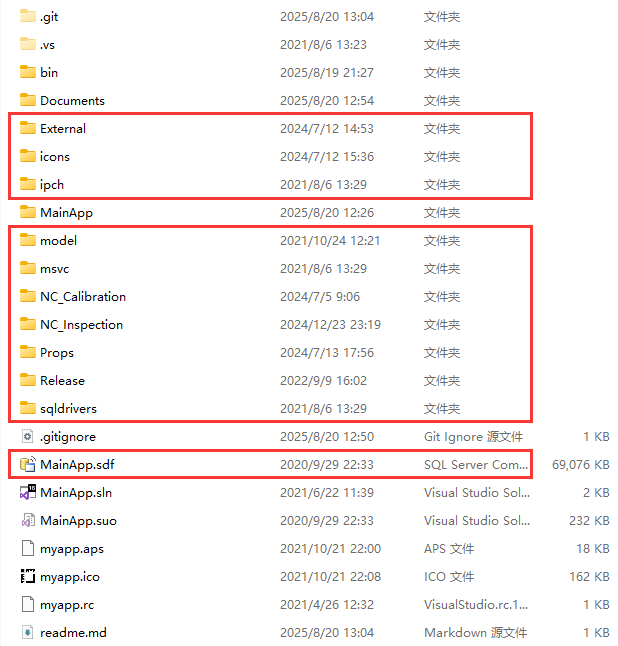 .git 2025/8/20 13:04 文件夹
.vs 2021/8/6 13:23 文件夹
bin 2025/8/19 21:27 文件夹
Documents 2025/8/20 12:54 文件夹
External 2024/7/12 14:53 文件夹
icons 2024/7/12 15:36 文件夹
ipch 2021/8/6 13:29 文件夹
MainApp 2025/8/20 12:26 文件夹
model 2021/10/24 12:21 文件夹
msvc 2021/8/6 13:29 文件夹
NC_Calibration 2024/7/5 9:06 文件夹
NC_Inspection 2024/12/23 23:19 文件夹
Props 2024/7/13 17:56 文件夹
Release 2022/9/9 16:02 文件夹
sqldrivers 2021/8/6 13:29 文件夹
.gitignore 2025/8/20 12:50 Git Ignore 源文件 1 KB
MainApp.sdf 2020/9/29 22:33 SQL Server Com... 69,076 KB
MainApp.sln 2021/6/22 11:39 Visual Studio Sol... 2 KB
MainApp.suo 2020/9/29 22:33 Visual Studio Sol... 232 KB
myapp.aps 2021/10/21 22:00 APS 文件 18 KB
myapp.ico 2021/10/21 22:08 ICO 文件 162 KB
myapp.rc 2021/4/26 12:32 VisualStudio.rc.1... 1 KB
readme.md 2025/8/20 13:04 Markdown 源文件 1 KB